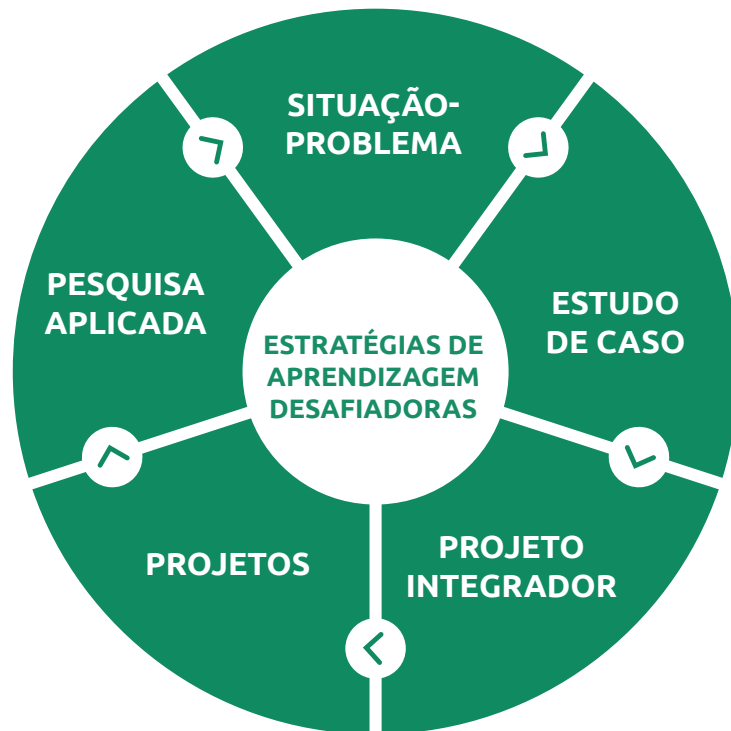 SITUAÇÃO-
PROBLEMA
ESTUDO
DE CASO
PROJETO
INTEGRADOR
PROJETOS
PESQUISA
APLICADA
ESTRATÉGIAS DE
APRENDIZAGEM
DESAFIADORAS